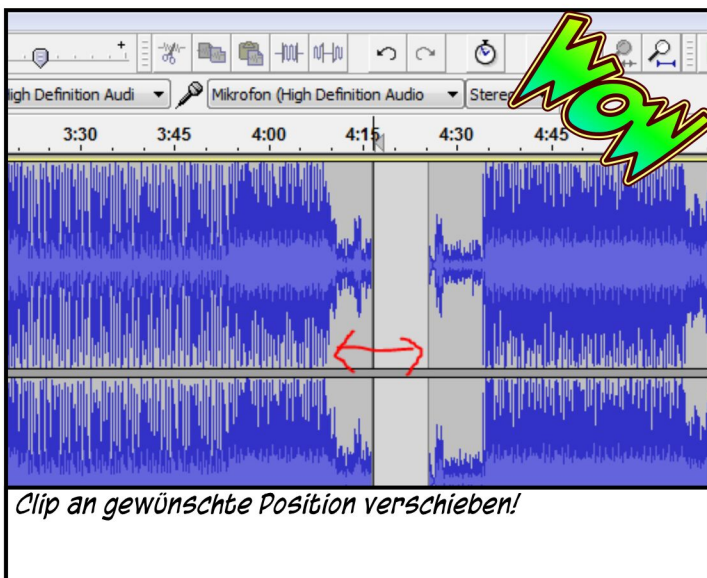 WOW
igh Definition Audi
Mikrofon (High Definition Audio
Stereo
3:30 3:45 4:00 4:15 4:30 4:45
Clip an gewünschte Position verschieben!